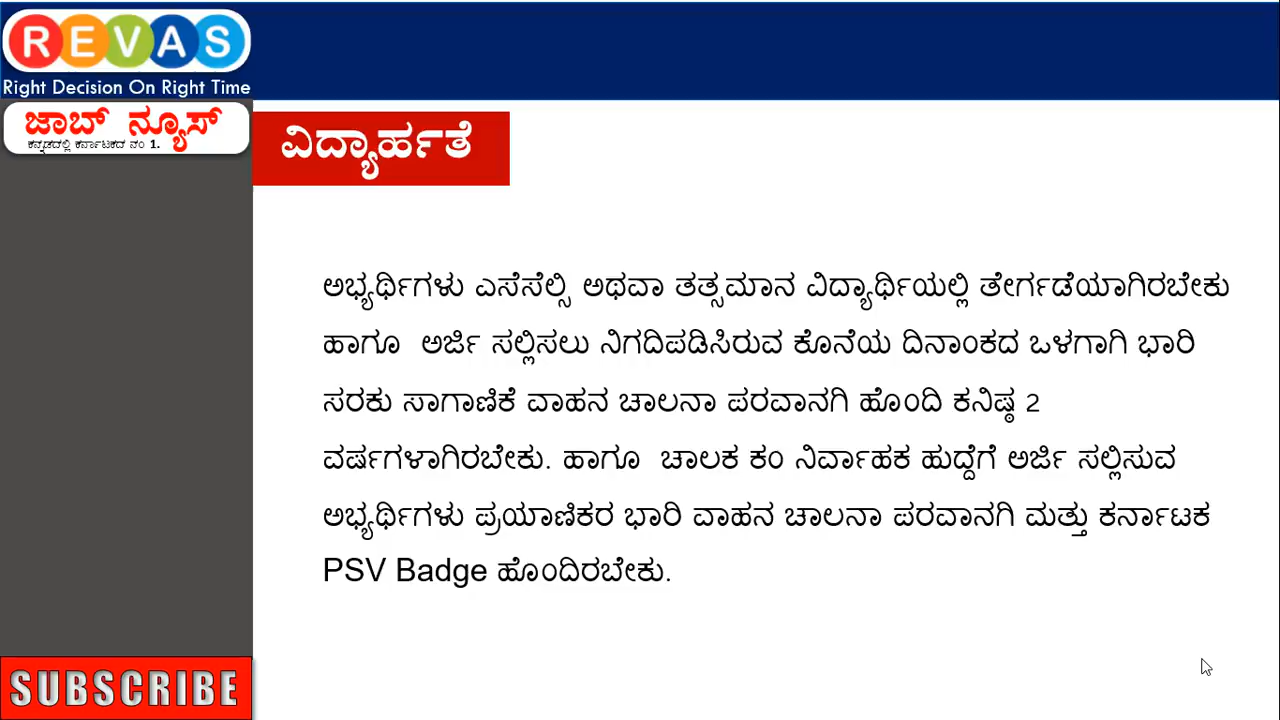 REVAS
Right Decision On Right Time
ಜಾಬ್ ನ್ಯೂಸ್
ಕನ್ನಡದಲ್ಲಿ ಕರ್ನಾಟಕದ ನಂ 1.
ವಿದ್ಯಾರ್ಹತೆ
ಅಭ್ಯರ್ಥಿಗಳು ಎಸೆಸೆಲ್ಸಿ ಅಥವಾ ತತ್ಸಮಾನ ವಿದ್ಯಾರ್ಥಿಯಲ್ಲಿ ತೇರ್ಗಡೆಯಾಗಿರಬೇಕು
ಹಾಗೂ ಅರ್ಜಿ ಸಲ್ಲಿಸಲು ನಿಗದಿಪಡಿಸಿರುವ ಕೊನೆಯ ದಿನಾಂಕದ ಒಳಗಾಗಿ ಭಾರಿ
ಸರಕು ಸಾಗಾಣಿಕೆ ವಾಹನ ಚಾಲನಾ ಪರವಾನಗಿ ಹೊಂದಿ ಕನಿಷ್ಠ 2
ವರ್ಷಗಳಾಗಿರಬೇಕು. ಹಾಗೂ ಚಾಲಕ ಕಂ ನಿರ್ವಾಹಕ ಹುದ್ದೆಗೆ ಅರ್ಜಿ ಸಲ್ಲಿಸುವ
ಅಭ್ಯರ್ಥಿಗಳು ಪ್ರಯಾಣಿಕರ ಭಾರಿ ವಾಹನ ಚಾಲನಾ ಪರವಾನಗಿ ಮತ್ತು ಕರ್ನಾಟಕ
PSV Badge ಹೊಂದಿರಬೇಕು.
SUBSCRIBE